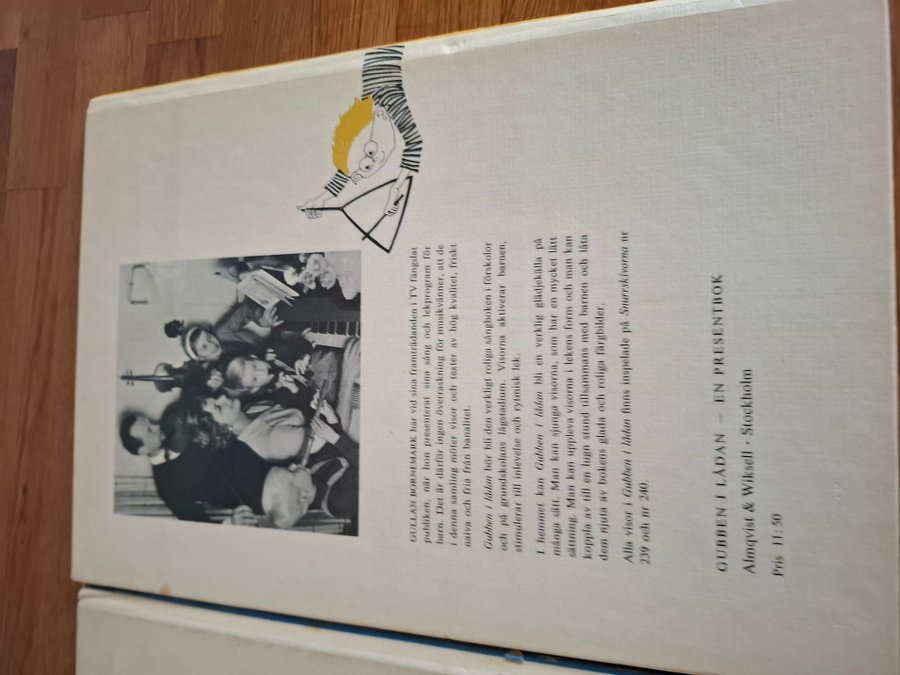 GULLAN BORNEMARK har vid sina framträdanden i TV fängslat
publiken, när hon presenterat sina sång och lekprogram för
barn. Det är därför ingen överraskning för musikvänner, att de
i denna samling möter visor och texter av hög kvalitet, friskt
naiva och fria från banalitet.
Gubben i lådan bör bli den verkligt roliga sångboken i förskolor
och på grundskolans lågstadium. Visorna aktiverar barnen,
stimulerar till inlevelse och rytmisk lek.
I hemmet kan Gubben i lådan bli en verklig glädjekälla på
många sätt. Man kan sjunga visorna, som har en mycket lätt
sättning. Man kan uppleva visorna i lekens form och man kan
koppla av till en lugn stund tillsammans med barnen och låta
dem njuta av bokens glada och roliga färgbilder.
Alla visor i Gubben i lådan finns inspelade på Snurrskivorna nr
239 och nr 240.
GUBBEN I LÅDAN – EN PRESENTBOK
Almqvist & Wiksell · Stockholm
Pris 11:50